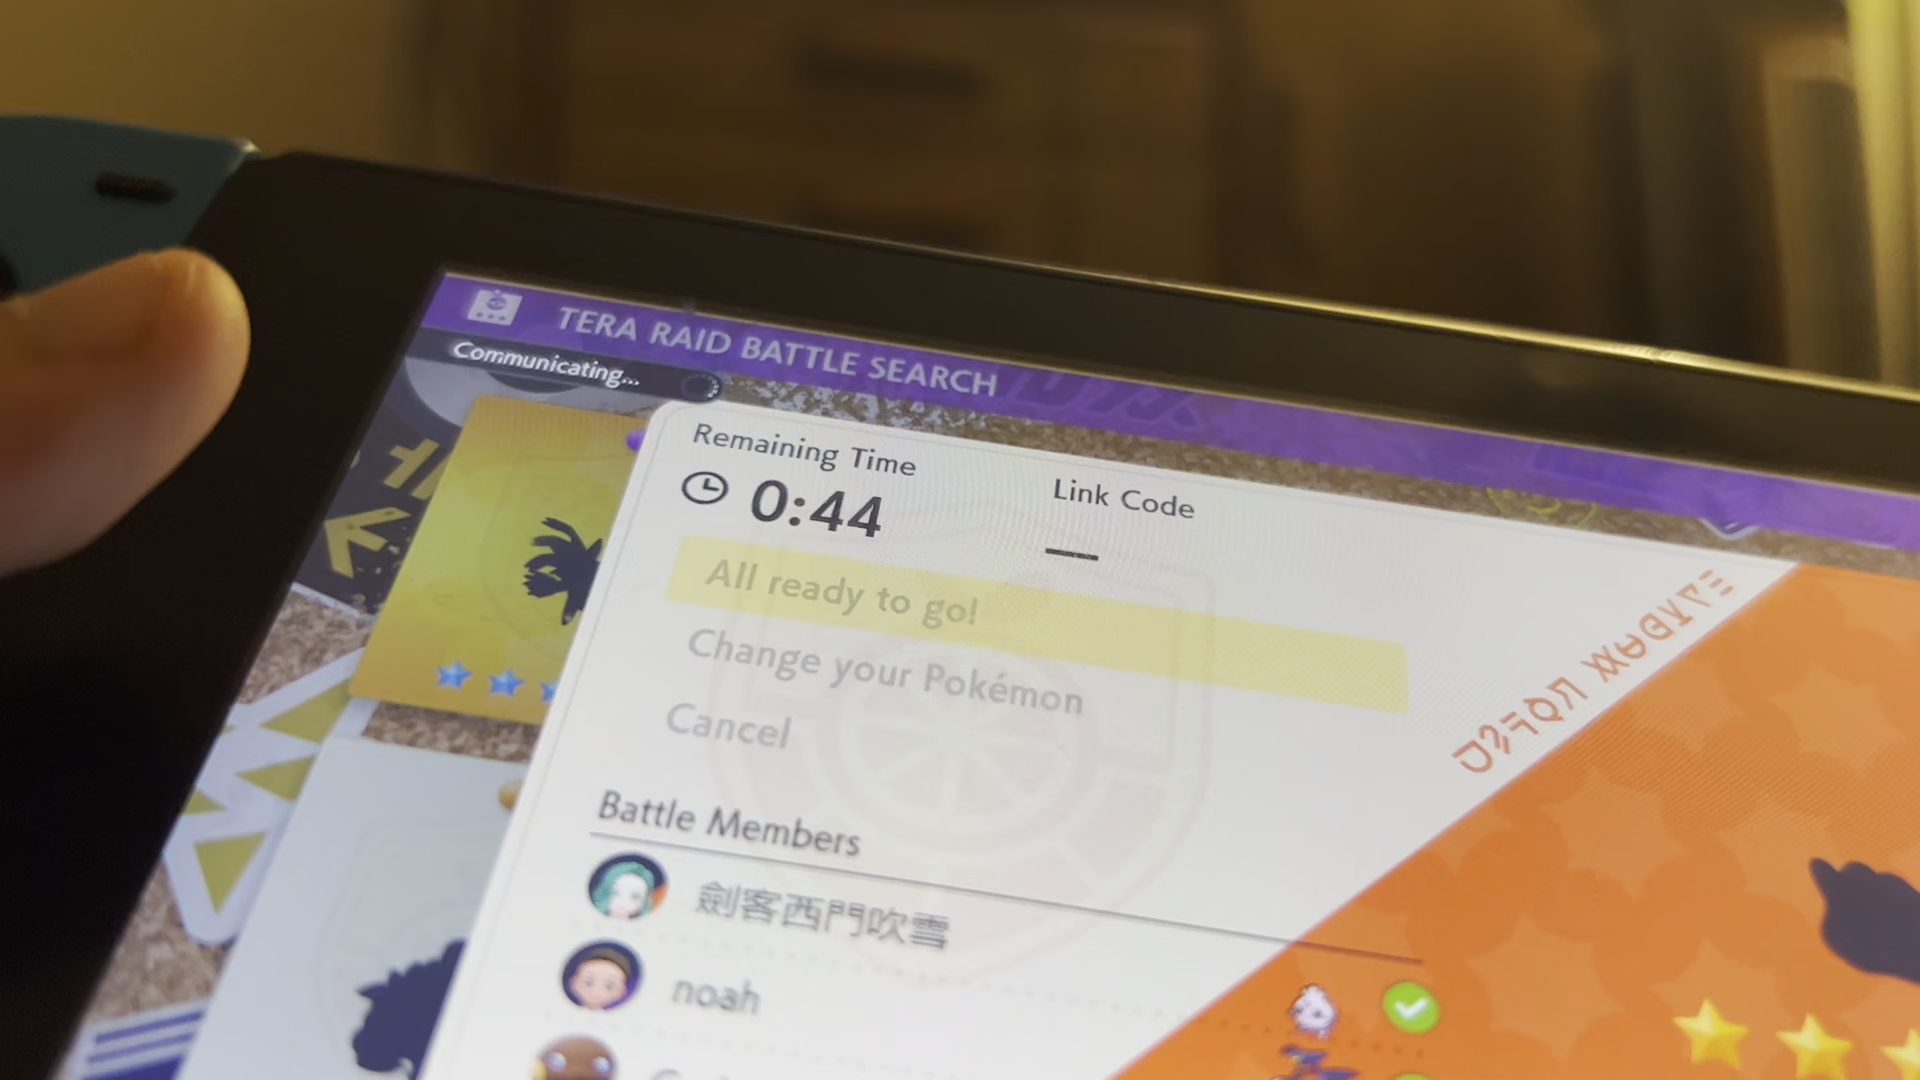 TERA RAID BATTLE SEARCH
Communicating...
Remaining Time
Link Code
0:44
—
All ready to go!
Change your Pokémon
Cancel
Battle Members
劍客西門吹雪
noah